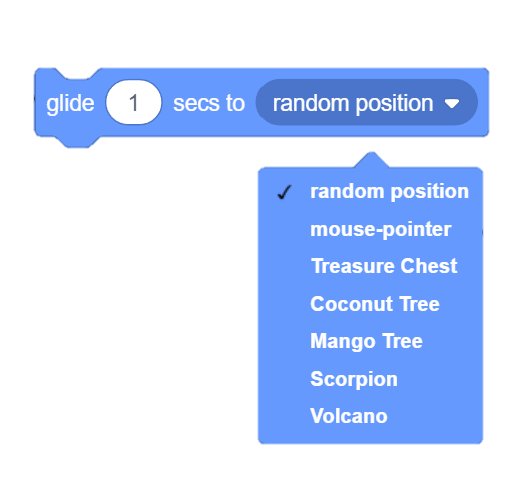 glide 1 secs to random position
✓ random position
mouse-pointer
Treasure Chest
Coconut Tree
Mango Tree
Scorpion
Volcano